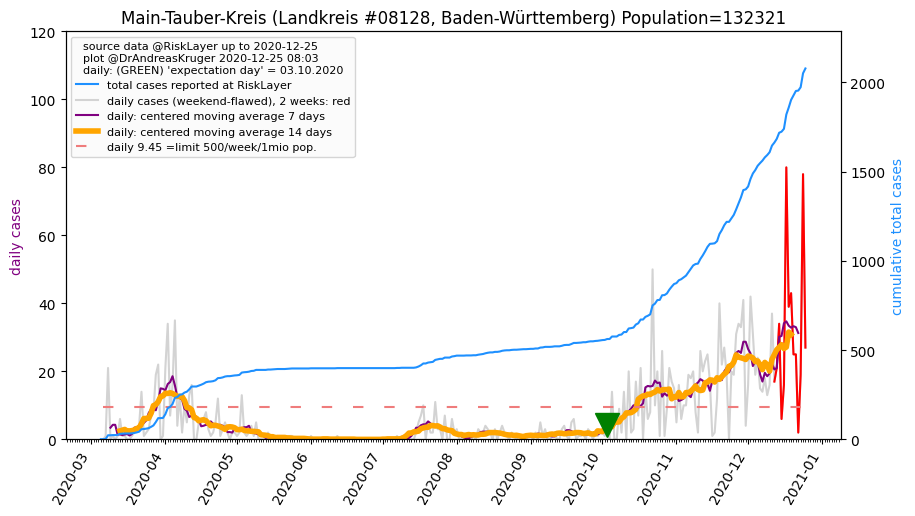 Main-Tauber-Kreis (Landkreis #08128, Baden-Württemberg) Population=132321
source data @RiskLayer up to 2020-12-25
plot @DrAndreasKruger 2020-12-25 08:03
daily: (GREEN) 'expectation day' = 03.10.2020
total cases reported at RiskLayer
daily cases (weekend-flawed), 2 weeks: red
daily: centered moving average 7 days
daily: centered moving average 14 days
daily 9.45 =limit 500/week/1mio pop.
daily cases
120
100
80
60
40
20
0
cumulative total cases
2000
1500
1000
500
0
2020-03
2020-04
2020-05
2020-06
2020-07
2020-08
2020-09
2020-10
2020-11
2020-12
2021-01